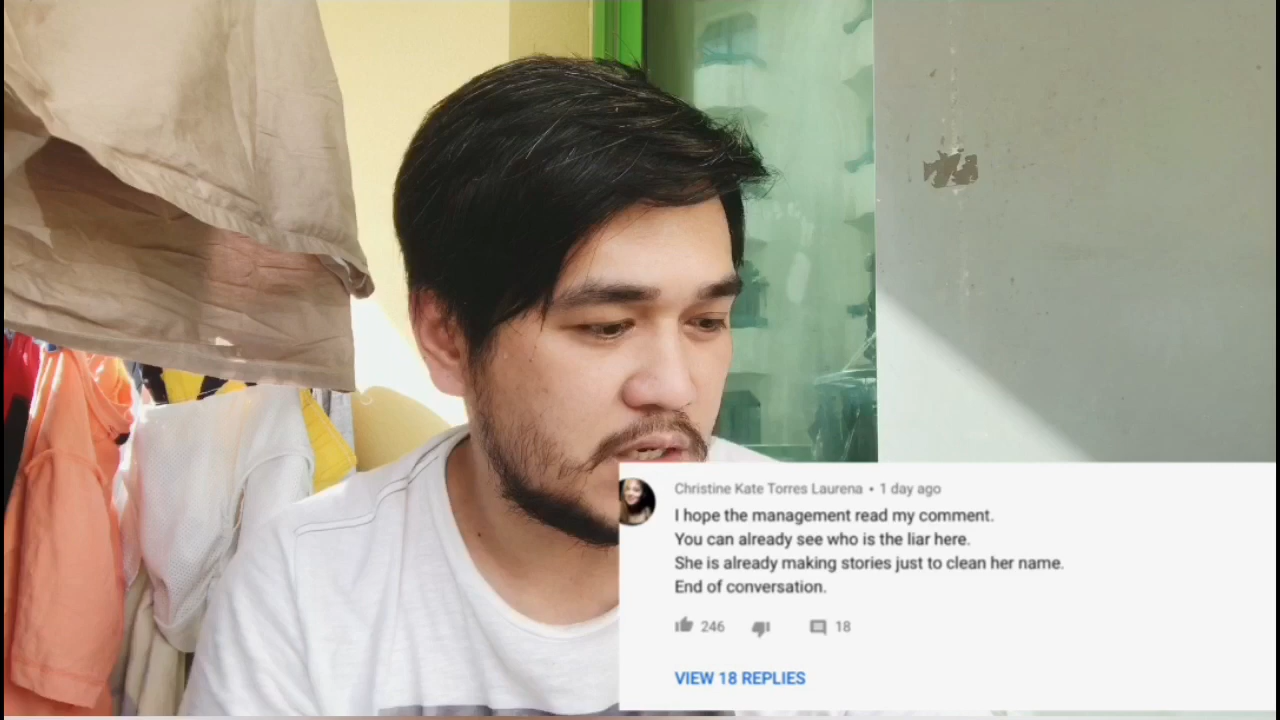 Christine Kate Torres Laurena • 1 day ago
I hope the management read my comment.
You can already see who is the liar here.
She is already making stories just to clean her name.
End of conversation.
246 18
VIEW 18 REPLIES